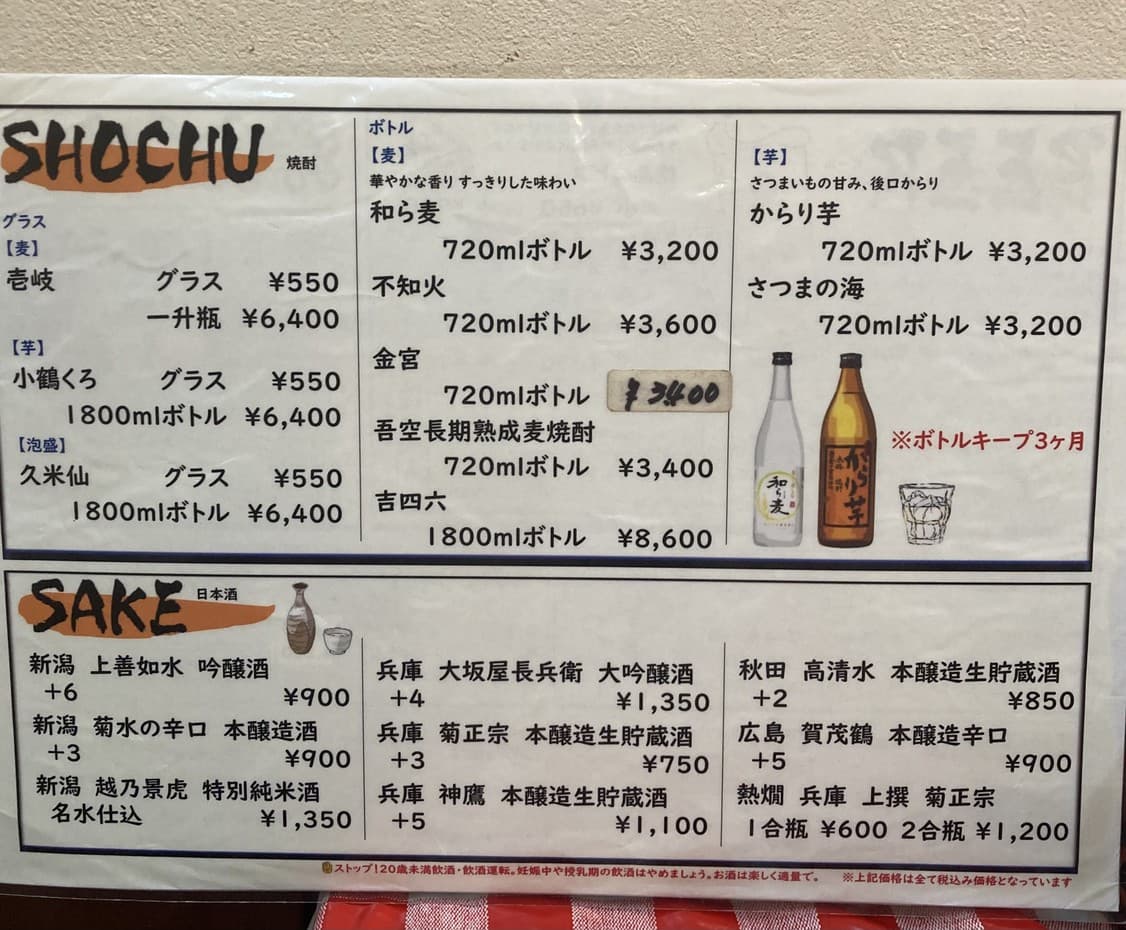 SHOCHU 焼酎
グラス
【麦】
壱岐 グラス ¥550
一升瓶 ¥6,400
【芋】
小鶴くろ グラス ¥550
1800mlボトル ¥6,400
【泡盛】
久米仙 グラス ¥550
1800mlボトル ¥6,400
ボトル
【麦】
華やかな香り すっきりした味わい
和ら麦
720mlボトル ¥3,200
不知火
720mlボトル ¥3,600
金宮
720mlボトル ¥3400
吾空長期熟成麦焼酎
720mlボトル ¥3,400
吉四六
1800mlボトル ¥8,600
【芋】
さつまいもの甘み、後口からり
からり芋
720mlボトル ¥3,200
さつまの海
720mlボトル ¥3,200
和ら麦
からり芋
※ボトルキープ3ヶ月
SAKE 日本酒
新潟 上善如水 吟醸酒
+6 ¥900
新潟 菊水の辛口 本醸造酒
+3 ¥900
新潟 越乃景虎 特別純米酒
名水仕込 ¥1,350
兵庫 大坂屋長兵衛 大吟醸酒
+4 ¥1,350
兵庫 菊正宗 本醸造生貯蔵酒
+3 ¥750
兵庫 神鷹 本醸造生貯蔵酒
+5 ¥1,100
秋田 高清水 本醸造生貯蔵酒
+2 ¥850
広島 賀茂鶴 本醸造辛口
+5 ¥900
熱燗 兵庫 上撰 菊正宗
1合瓶 ¥600 2合瓶 ¥1,200
ストップ!20歳未満飲酒・飲酒運転。妊娠中や授乳期の飲酒はやめましょう。お酒は楽しく適量で。 ※上記価格は全て税込み価格となっています